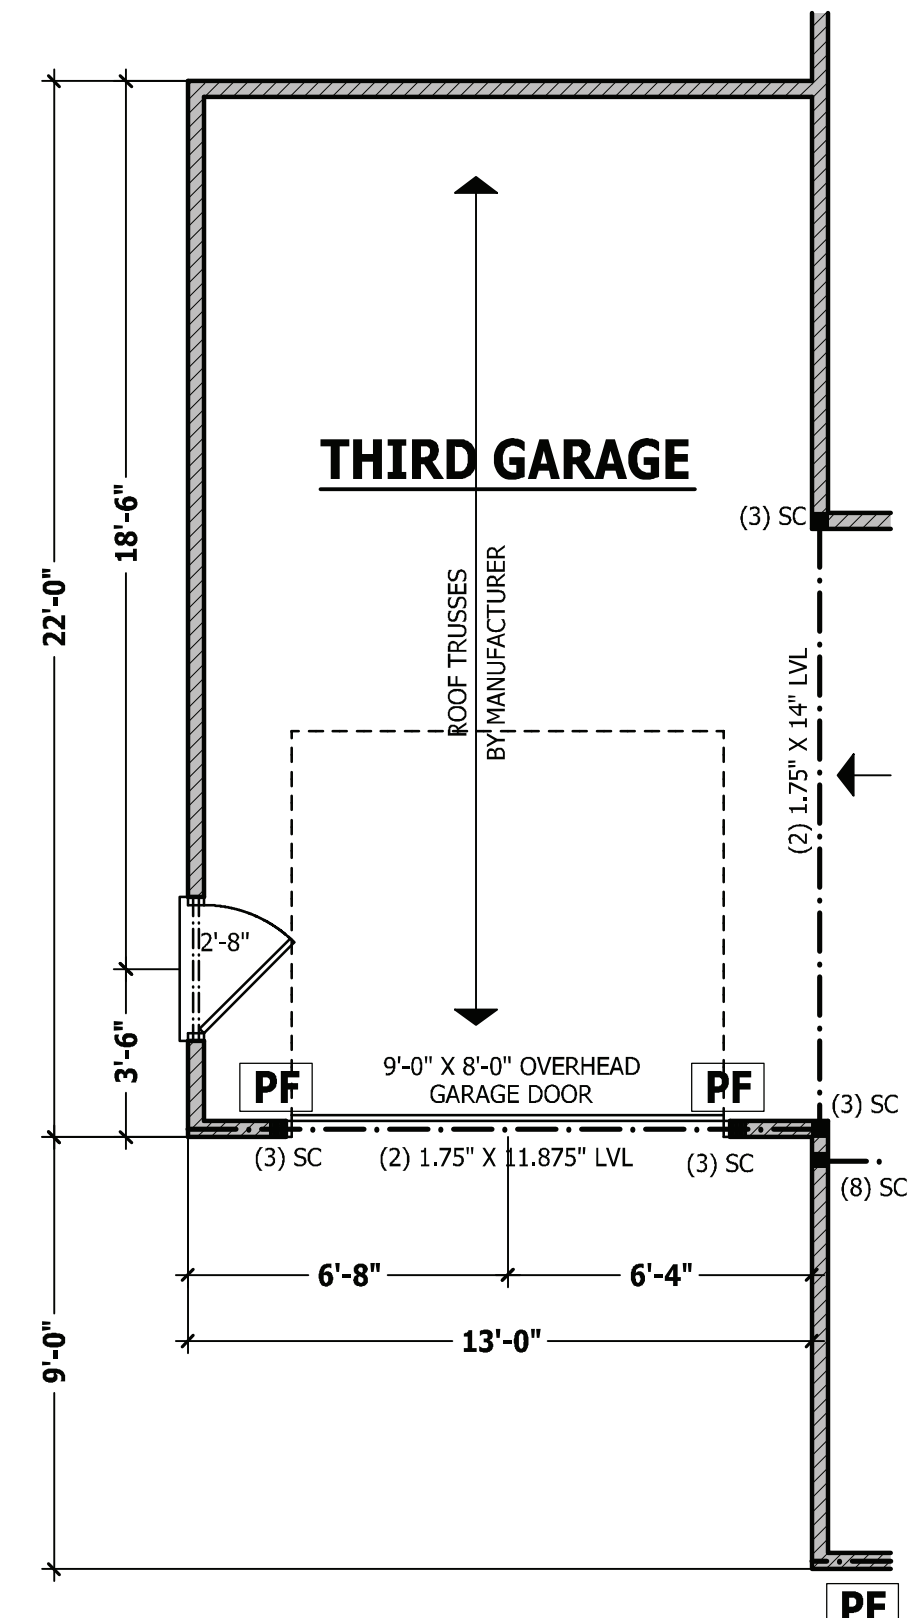 THIRD GARAGE
(3) SC
18'-6"
22'-0"
ROOF TRUSSES
BY MANUFACTURER
(2) 1.75" X 14" LVL
2'-8"
3'-6"
PF
9'-0" X 8'-0" OVERHEAD
GARAGE DOOR
PF
(3) SC
(3) SC
(2) 1.75" X 11.875" LVL
(3) SC
(8) SC
6'-8"
6'-4"
13'-0"
9'-0"
PF